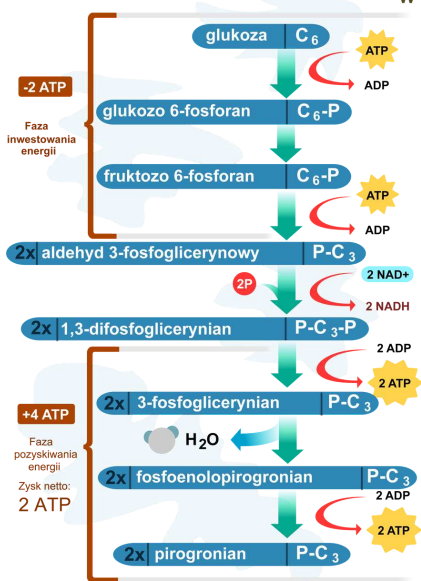 W
glukoza C6
ATP
ADP
-2 ATP
Faza
inwestowania
energii
glukozo 6-fosforan C6-P
fruktozo 6-fosforan C6-P
ATP
ADP
2x aldehyd 3-fosfoglicerynowy P-C3
2P
2 NAD+
2 NADH
2x 1,3-difosfoglicerynian P-C3-P
2 ADP
2 ATP
+4 ATP
Faza
pozyskiwania
energii
Zysk netto:
2 ATP
2x 3-fosfoglicerynian P-C3
H2O
2x fosfoenolopirogronian P-C3
2 ADP
2 ATP
2x pirogronian P-C3